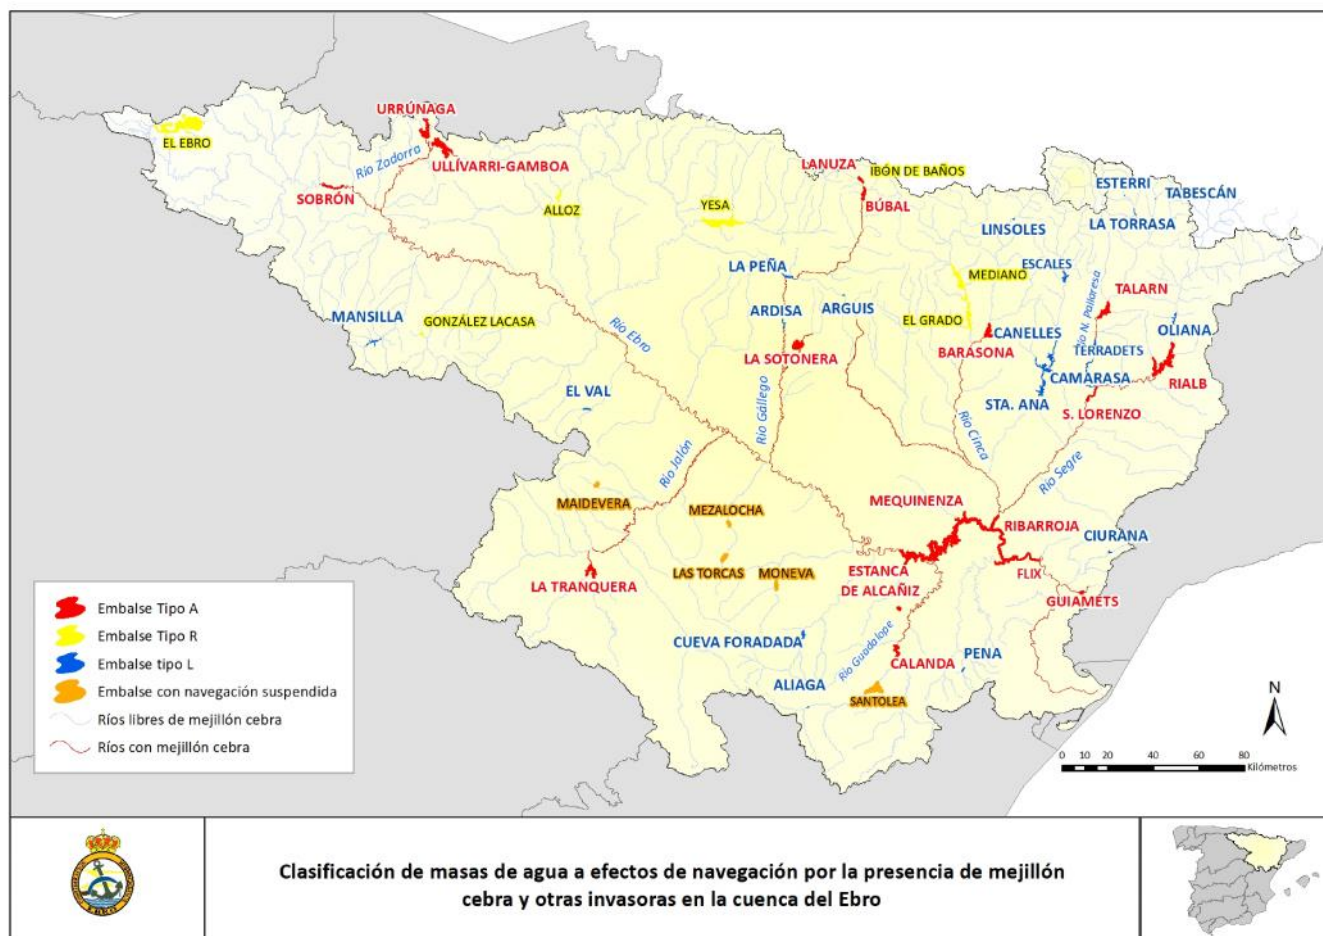 URRÚNAGA
EL EBRO
Río Zadorra
ULLÍVARRI-GAMBOA
SOBRÓN
LANUZA
IBÓN DE BAÑOS
BÚBAL
ALLOZ
YESA
ESTERRI
TABESCÁN
LINSOLES
LA TORRASA
LA PEÑA
ESCALES
MEDIANO
TALARN
MANSILLA
GONZÁLEZ LACASA
Río Ebro
ARDISA
ARGUIS
EL GRADO
Río N. Pallaresa
OLIANA
LA SOTONERA
BARASONA
CANELLES
TERRADETS
CAMARASA
RIALB
EL VAL
STA. ANA
S. LORENZO
Río Gállego
Río Cinca
Río Jalón
Río Segre
MAIDEVERA
MEZALOCHA
MEQUINENZA
RIBARROJA
CIURANA
LA TRANQUERA
LAS TORCAS
MONEVA
ESTANCA
DE ALCAÑIZ
FLIX
GUIAMETS
CUEVA FORADADA
Río Guadalope
CALANDA
PENA
ALIAGA
SANTOLEA
Embalse Tipo A
Embalse Tipo R
Embalse tipo L
Embalse con navegación suspendida
Ríos libres de mejillón cebra
Ríos con mejillón cebra
N
0 10 20 40 60 80
Kilómetros
Clasificación de masas de agua a efectos de navegación por la presencia de mejillón
cebra y otras invasoras en la cuenca del Ebro